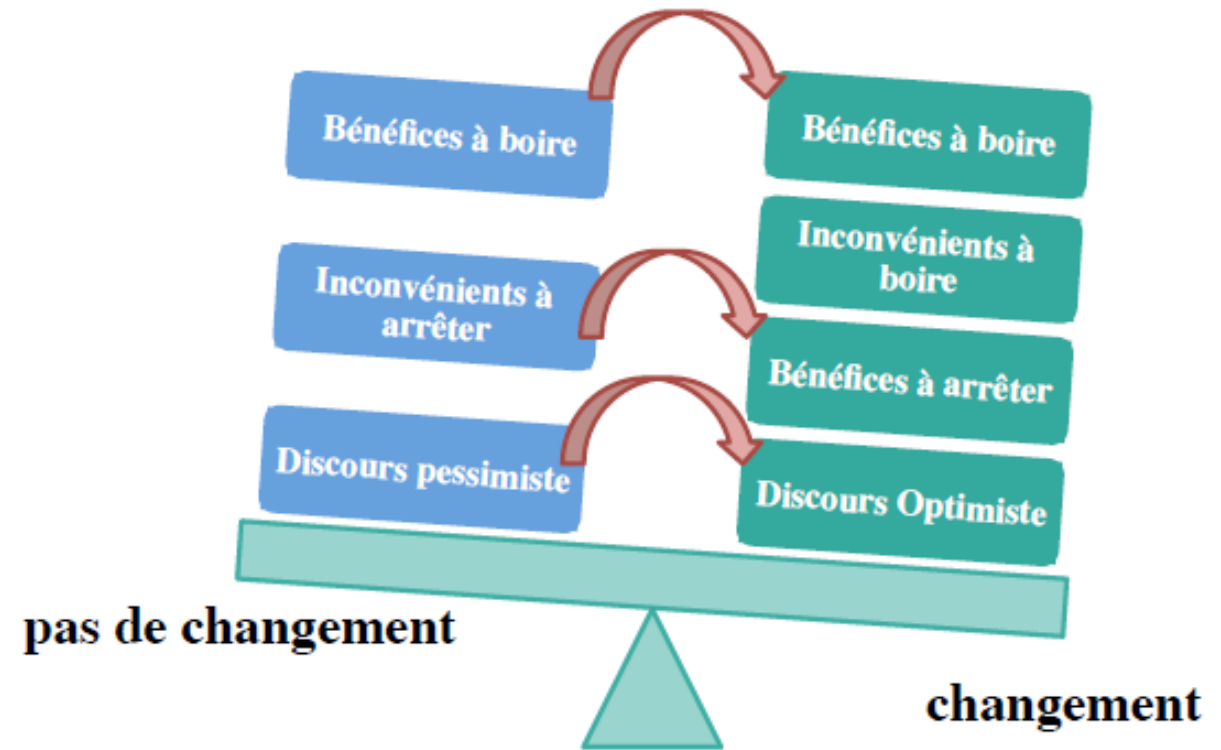 Bénéfices à boire
Inconvénients à
arrêter
Discours pessimiste
Bénéfices à boire
Inconvénients à
boire
Bénéfices à arrêter
Discours Optimiste
pas de changement
changement